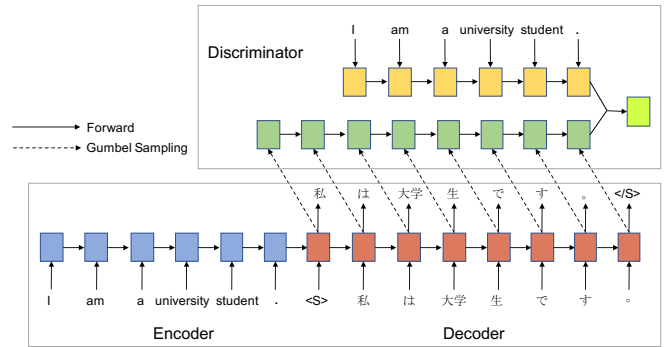 I am a university student .
Discriminator
Forward
Gumbel Sampling
私 は 大学 生 で す 。 </S>
I am a university student . <S> 私 は 大学 生 で す 。
Encoder Decoder